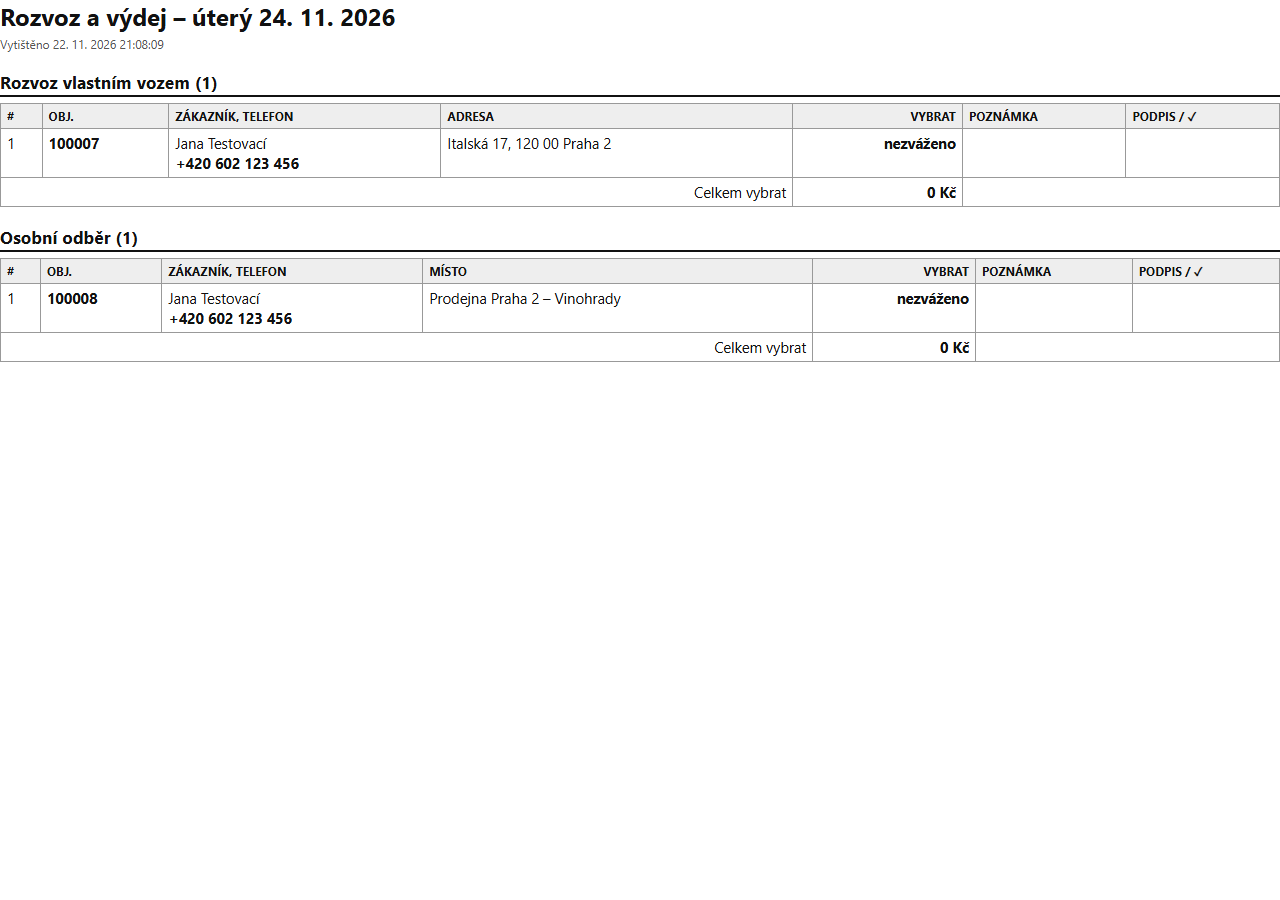 Rozvoz a výdej – úterý 24. 11. 2026
Vytištěno 22. 11. 2026 21:08:09
Rozvoz vlastním vozem (1)
# OBJ. ZÁKAZNÍK, TELEFON ADRESA VYBRAT POZNÁMKA PODPIS / ✓
1 100007 Jana Testovací Italská 17, 120 00 Praha 2 nezváženo
+420 602 123 456
Celkem vybrat 0 Kč
Osobní odběr (1)
# OBJ. ZÁKAZNÍK, TELEFON MÍSTO VYBRAT POZNÁMKA PODPIS / ✓
1 100008 Jana Testovací Prodejna Praha 2 – Vinohrady nezváženo
+420 602 123 456
Celkem vybrat 0 Kč